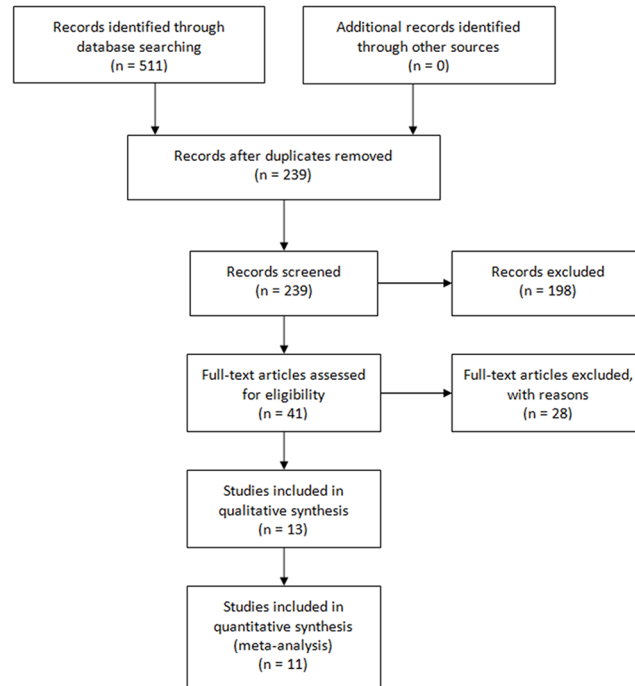 Records identified through
database searching
(n = 511)
Additional records identified
through other sources
(n = 0)
Records after duplicates removed
(n = 239)
Records screened
(n = 239)
Records excluded
(n = 198)
Full-text articles assessed
for eligibility
(n = 41)
Full-text articles excluded,
with reasons
(n = 28)
Studies included in
qualitative synthesis
(n = 13)
Studies included in
quantitative synthesis
(meta-analysis)
(n = 11)